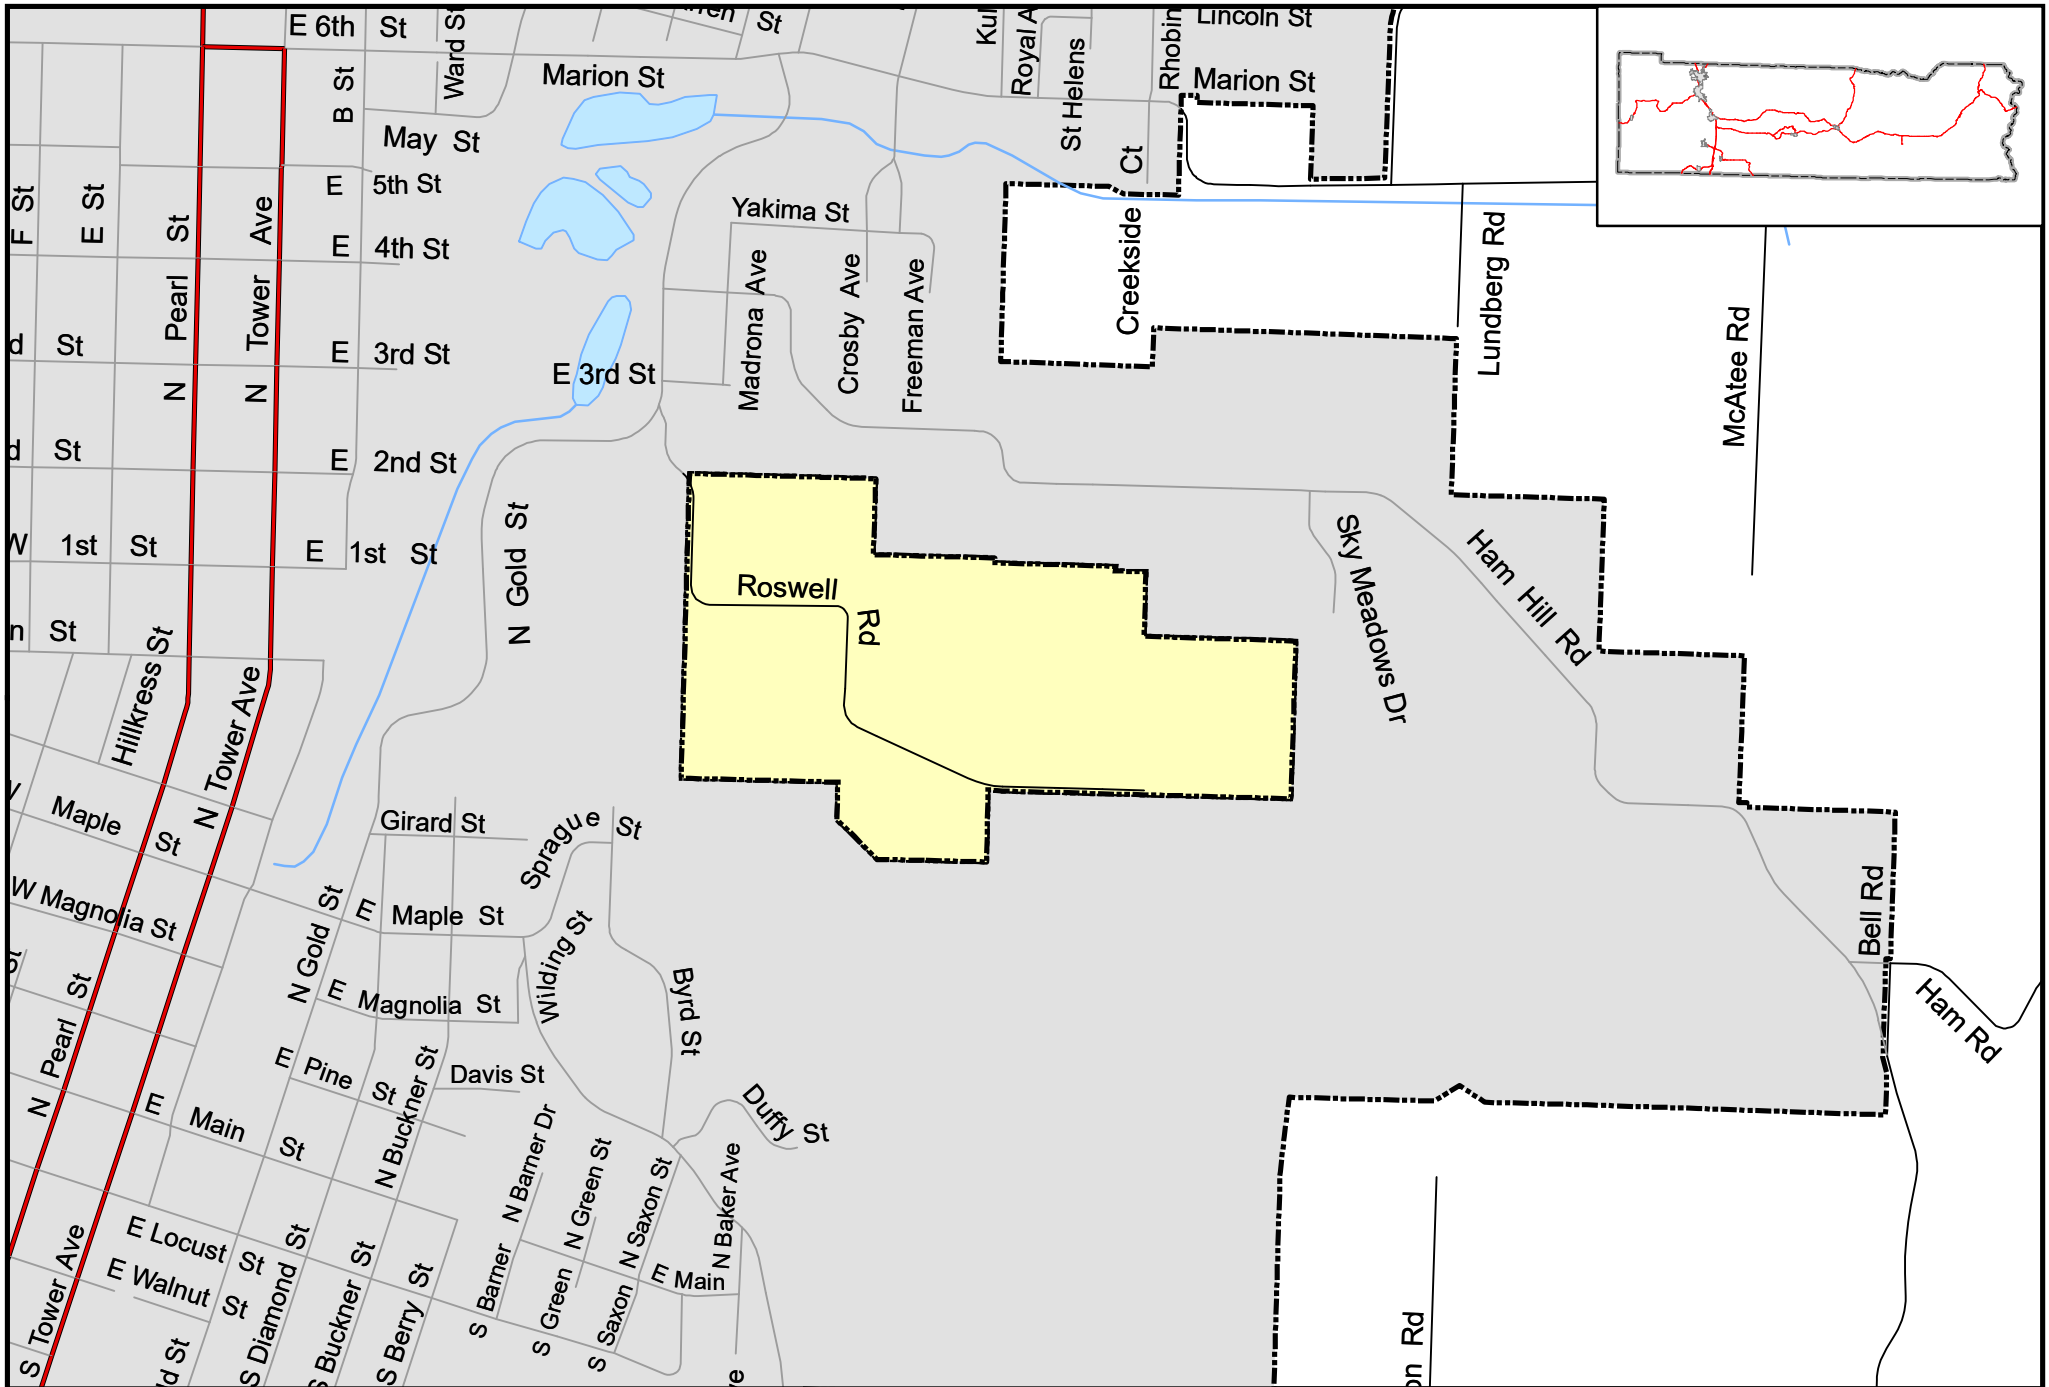 E 6th St
Ward St
St
Lincoln St
Marion St
Royal A
St Helens
Rhobin
Marion St
B St
May St
E 5th St
Ct
F St
E St
N Pearl St
N Tower Ave
Yakima St
E 4th St
Creekside
Lundberg Rd
Madrona Ave
Crosby Ave
Freeman Ave
McAtee Rd
d St
E 3rd St
E 3rd St
d St
E 2nd St
N Gold St
W 1st St
E 1st St
Sky Meadows Dr
Ham Hill Rd
Roswell Rd
n St
Hillkress St
N Tower Ave
Maple St
Girard St
Sprague St
W Magnolia St
N Gold St
E Maple St
Wilding St
Bell Rd
St
N Pearl St
E Magnolia St
Byrd St
Ham Rd
E Pine St
N Buckner St
Davis St
E Main St
N Barner Dr
N Green St
N Saxon St
N Baker Ave
Duffy St
E Locust St
E Walnut St
S Tower Ave
S Diamond St
S Buckner St
S Berry St
S Barner
S Green
S Saxon
E Main
ld St
ve
on Rd